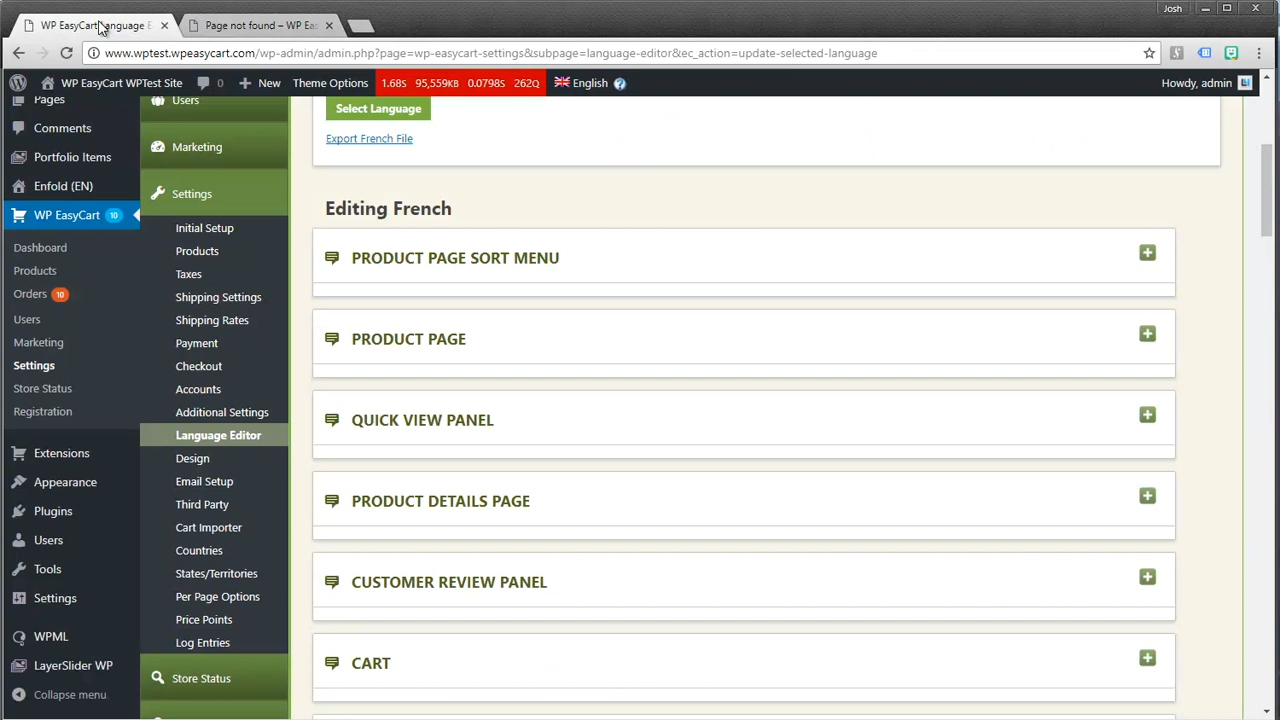 Josh
WP EasyCart Language E
Page not found – WP Eas
www.wptest.wpeasycart.com/wp-admin/admin.php?page=wp-easycart-settings&subpage=language-editor&ec_action=update-selected-language
WP EasyCart WPTest Site
0
New
Theme Options
1.68S
95,559KB
0.0798S
262Q
English
Howdy, admin
Pages
Comments
Portfolio Items
Enfold (EN)
WP EasyCart 10
Dashboard
Products
Orders 10
Users
Marketing
Settings
Store Status
Registration
Extensions
Appearance
Plugins
Users
Tools
Settings
WPML
LayerSlider WP
Collapse menu
Users
Marketing
Settings
Initial Setup
Products
Taxes
Shipping Settings
Shipping Rates
Payment
Checkout
Accounts
Additional Settings
Language Editor
Design
Email Setup
Third Party
Cart Importer
Countries
States/Territories
Per Page Options
Price Points
Log Entries
Store Status
Select Language
Export French File
Editing French
PRODUCT PAGE SORT MENU
PRODUCT PAGE
QUICK VIEW PANEL
PRODUCT DETAILS PAGE
CUSTOMER REVIEW PANEL
CART